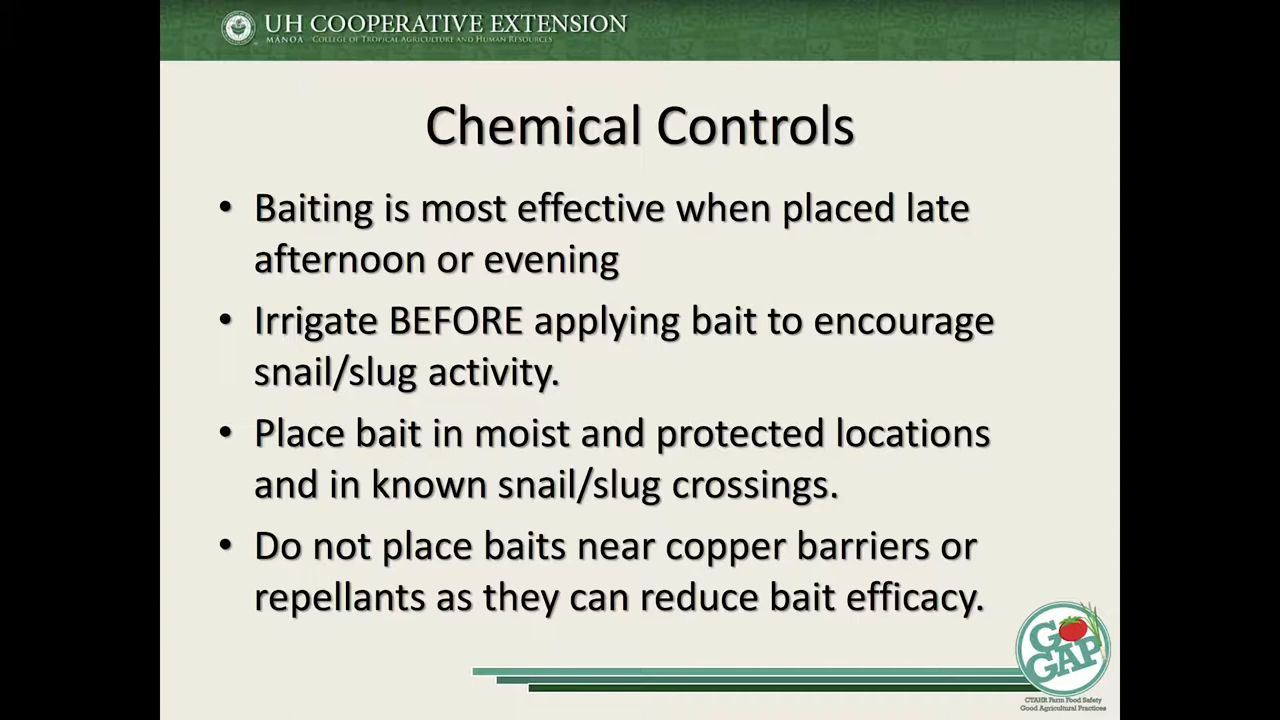 UH COOPERATIVE EXTENSION
MĀNOA COLLEGE OF TROPICAL AGRICULTURE AND HUMAN RESOURCES
Chemical Controls
• Baiting is most effective when placed late
afternoon or evening
• Irrigate BEFORE applying bait to encourage
snail/slug activity.
• Place bait in moist and protected locations
and in known snail/slug crossings.
• Do not place baits near copper barriers or
repellants as they can reduce bait efficacy.
GO
GAP
CTAHR Farm Food Safety
Good Agricultural Practices